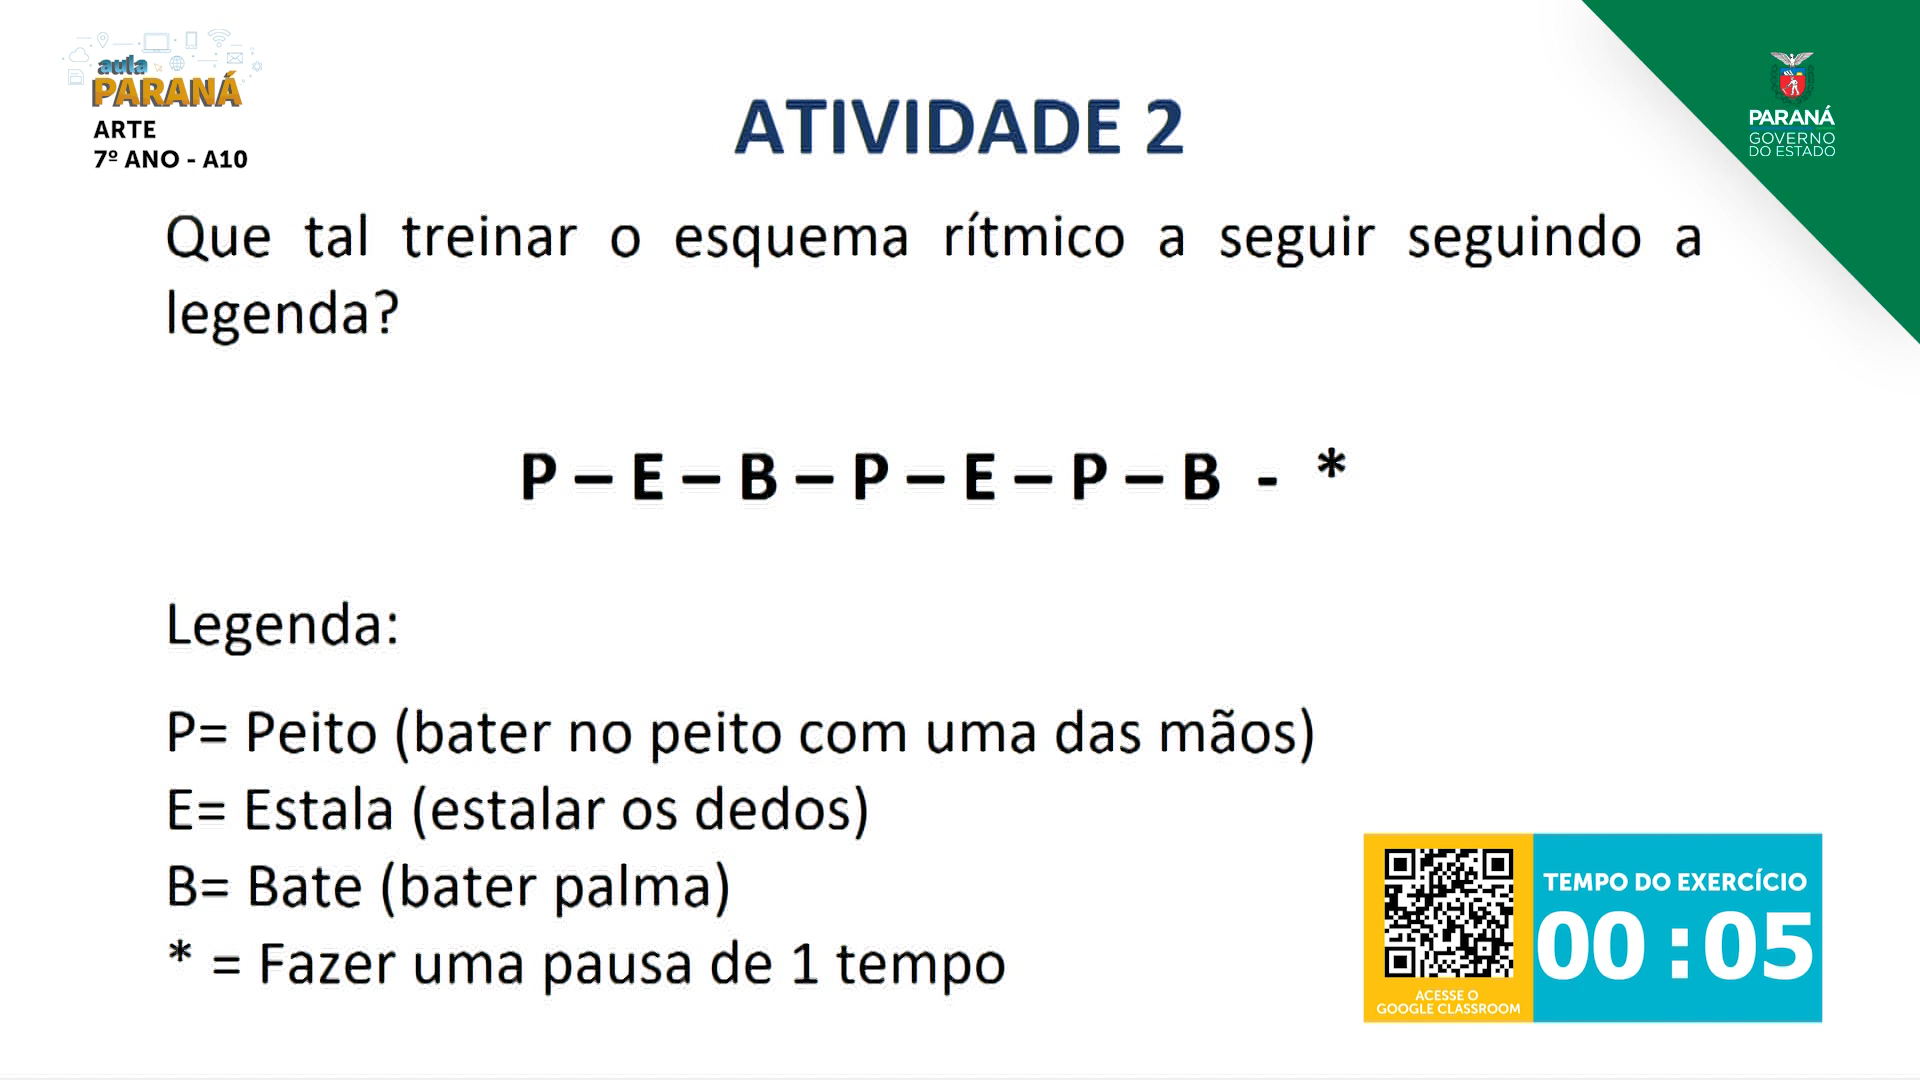 aula
PARANÁ
ARTE
7º ANO - A10
ATIVIDADE 2
PARANÁ
GOVERNO
DO ESTADO
Que tal treinar o esquema rítmico a seguir seguindo a
legenda?
P – E – B – P – E – P – B - *
Legenda:
P= Peito (bater no peito com uma das mãos)
E= Estala (estalar os dedos)
B= Bate (bater palma)
* = Fazer uma pausa de 1 tempo
TEMPO DO EXERCÍCIO
00 : 05
ACESSE O
GOOGLE CLASSROOM